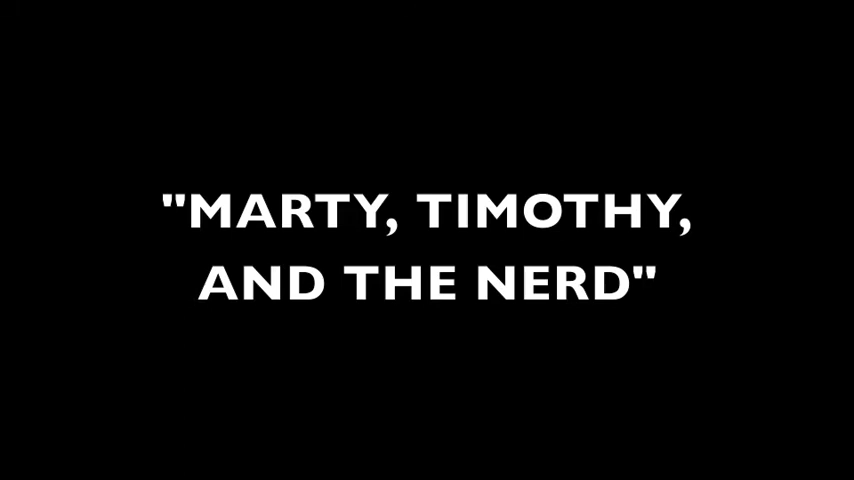 "MARTY, TIMOTHY,
AND THE NERD"